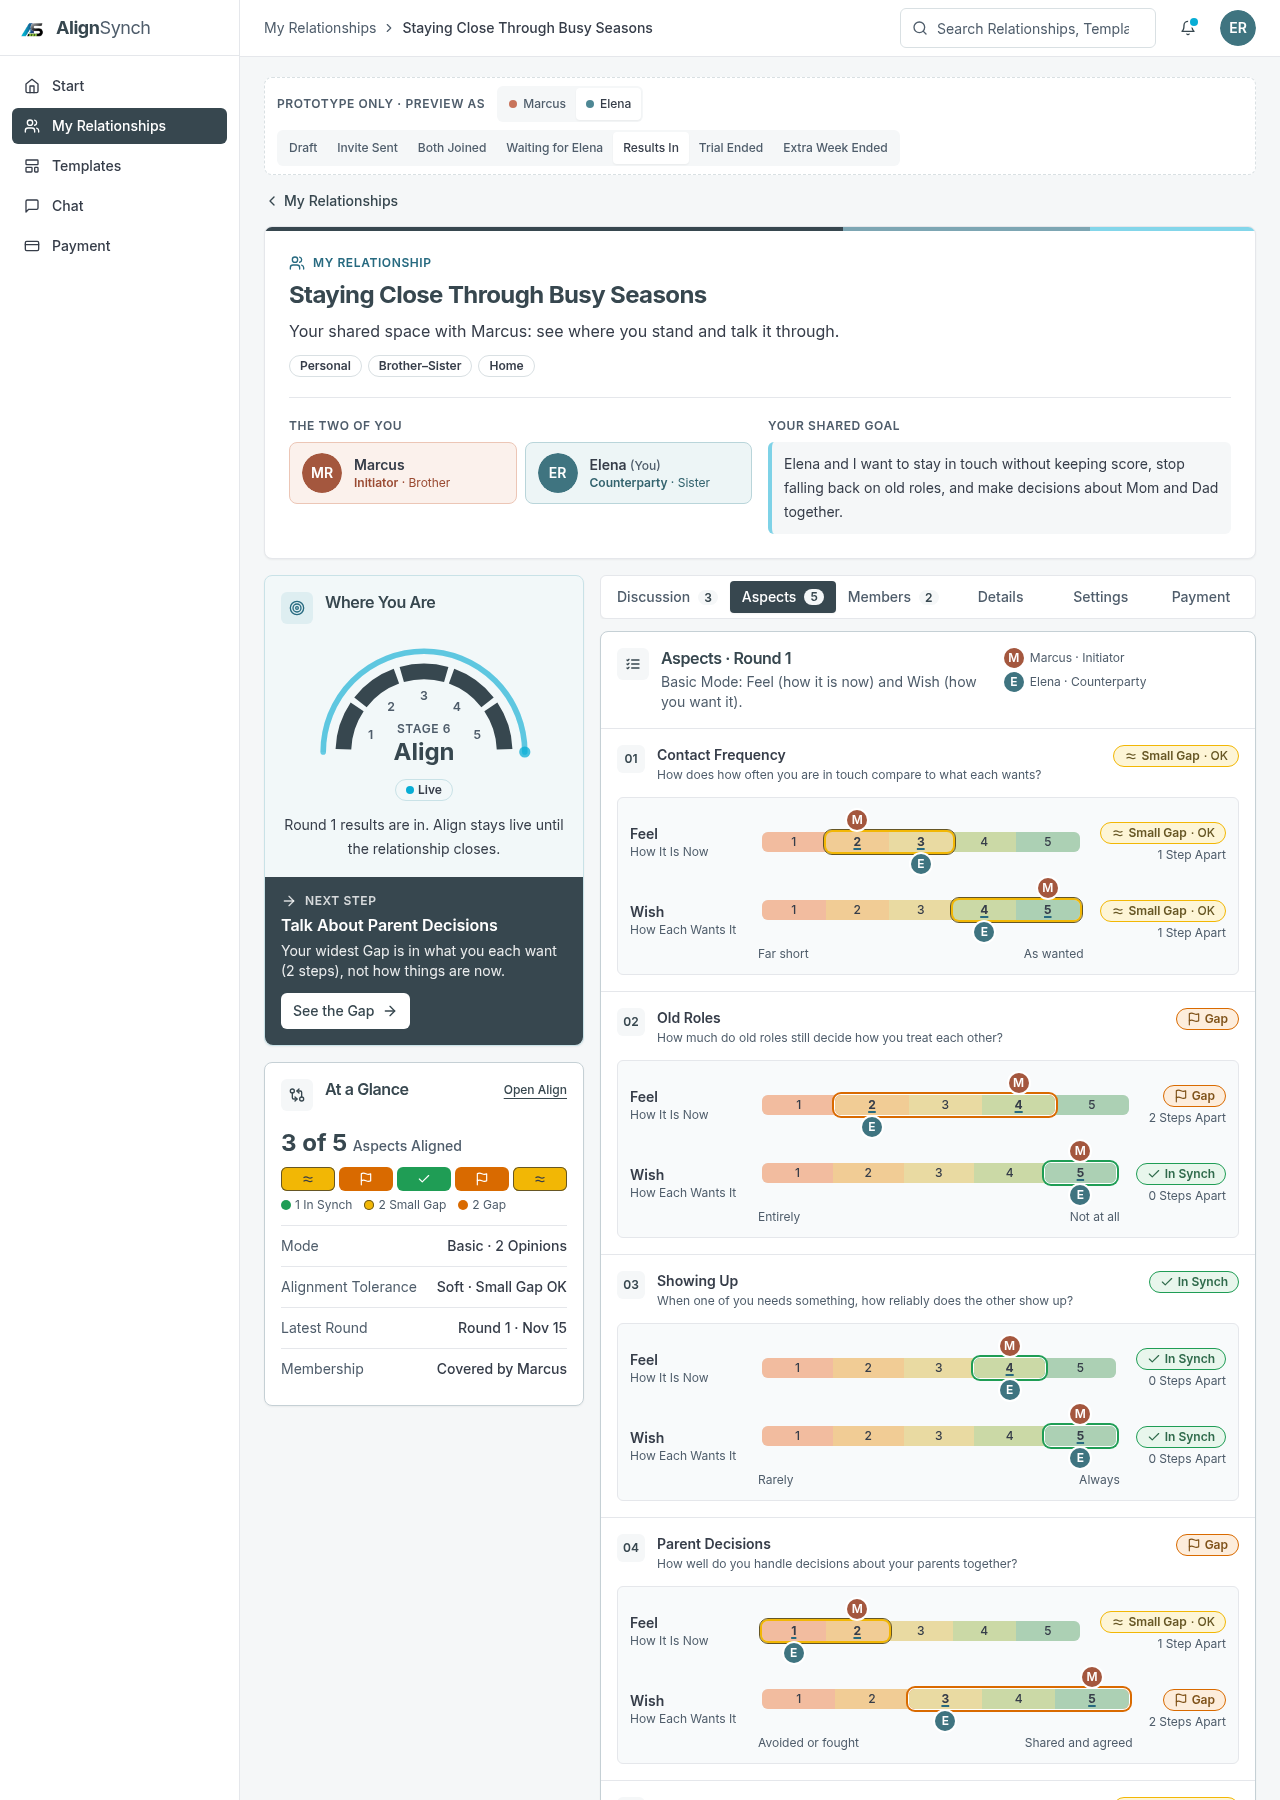 AlignSynch
My Relationships > Staying Close Through Busy Seasons
Search Relationships, Templa
ER
Start
My Relationships
Templates
Chat
Payment
PROTOTYPE ONLY · PREVIEW AS
Marcus
Elena
Draft
Invite Sent
Both Joined
Waiting for Elena
Results In
Trial Ended
Extra Week Ended
My Relationships
MY RELATIONSHIP
Staying Close Through Busy Seasons
Your shared space with Marcus: see where you stand and talk it through.
Personal
Brother–Sister
Home
THE TWO OF YOU
MR
Marcus
Initiator · Brother
ER
Elena (You)
Counterparty · Sister
YOUR SHARED GOAL
Elena and I want to stay in touch without keeping score, stop
falling back on old roles, and make decisions about Mom and Dad
together.
Where You Are
1
2
3
4
5
STAGE 6
Align
Live
Round 1 results are in. Align stays live until
the relationship closes.
NEXT STEP
Talk About Parent Decisions
Your widest Gap is in what you each want
(2 steps), not how things are now.
See the Gap
At a Glance
Open Align
3 of 5 Aspects Aligned
1 In Synch
2 Small Gap
2 Gap
Mode
Basic · 2 Opinions
Alignment Tolerance
Soft · Small Gap OK
Latest Round
Round 1 · Nov 15
Membership
Covered by Marcus
Discussion 3
Aspects 5
Members 2
Details
Settings
Payment
Aspects · Round 1
Basic Mode: Feel (how it is now) and Wish (how
you want it).
M Marcus · Initiator
E Elena · Counterparty
01
Contact Frequency
How does how often you are in touch compare to what each wants?
Small Gap · OK
Feel
How It Is Now
M
1 2 3 4 5
E
Small Gap · OK
1 Step Apart
Wish
How Each Wants It
M
1 2 3 4 5
E
Small Gap · OK
1 Step Apart
Far short
As wanted
02
Old Roles
How much do old roles still decide how you treat each other?
Gap
Feel
How It Is Now
M
1 2 3 4 5
E
Gap
2 Steps Apart
Wish
How Each Wants It
M
1 2 3 4 5
E
In Synch
0 Steps Apart
Entirely
Not at all
03
Showing Up
When one of you needs something, how reliably does the other show up?
In Synch
Feel
How It Is Now
M
1 2 3 4 5
E
In Synch
0 Steps Apart
Wish
How Each Wants It
M
1 2 3 4 5
E
In Synch
0 Steps Apart
Rarely
Always
04
Parent Decisions
How well do you handle decisions about your parents together?
Gap
Feel
How It Is Now
M
1 2 3 4 5
E
Small Gap · OK
1 Step Apart
Wish
How Each Wants It
M
1 2 3 4 5
E
Gap
2 Steps Apart
Avoided or fought
Shared and agreed